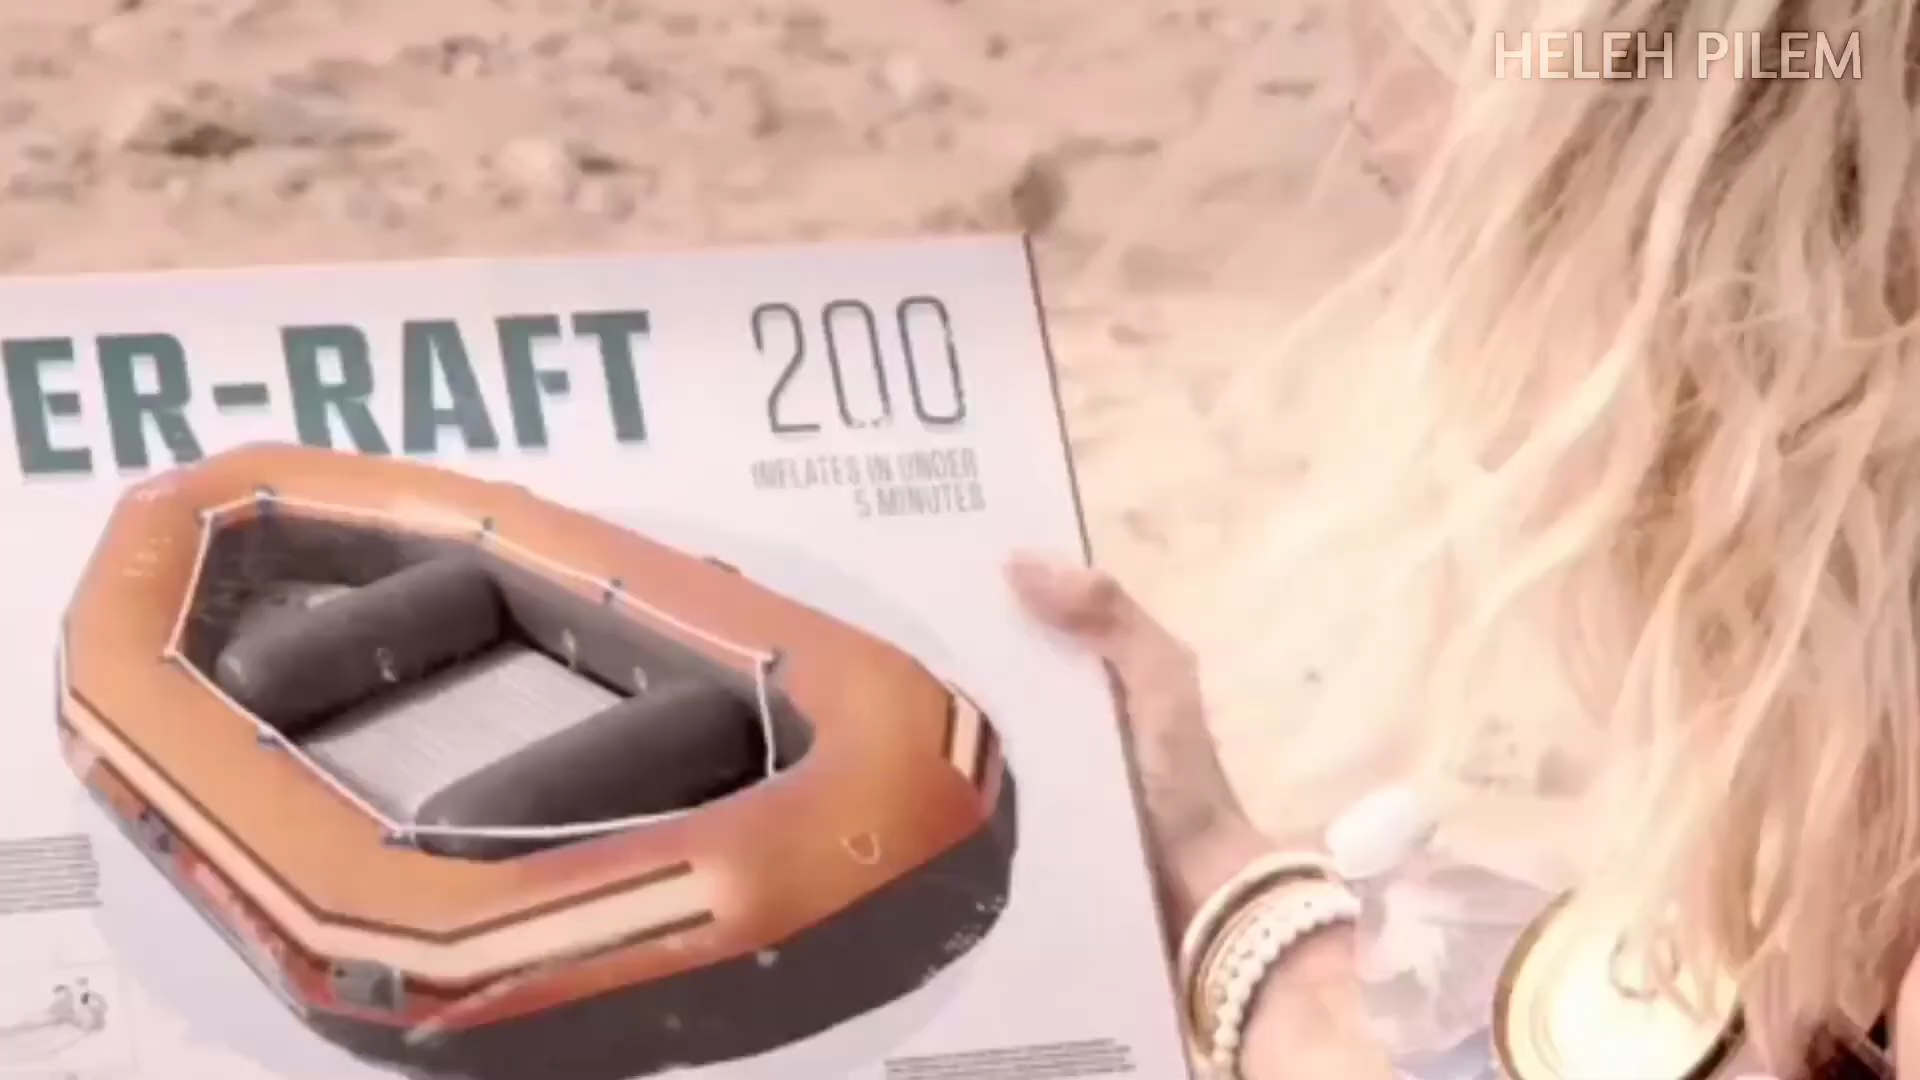 HELEH PILEM
ER-RAFT 200
INFLATES IN UNDER
5 MINUTES